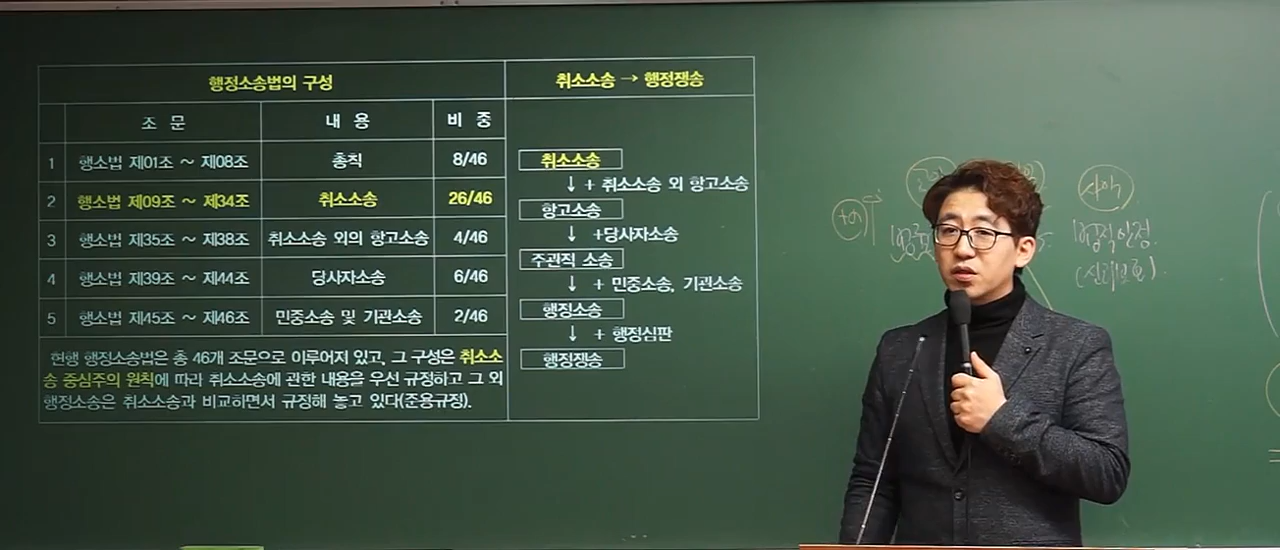 행정소송법의 구성
취소소송 → 행정쟁송
조 문 내 용 비 중
1 행소법 제01조 ~ 제08조 총칙 8/46
2 행소법 제09조 ~ 제34조 취소소송 26/46
3 행소법 제35조 ~ 제38조 취소소송 외의 항고소송 4/46
4 행소법 제39조 ~ 제44조 당사자소송 6/46
5 행소법 제45조 ~ 제46조 민중소송 및 기관소송 2/46
현행 행정소송법은 총 46개 조문으로 이루어지 있고, 그 구성은 취소소
송 중심주의 원칙에 따라 취소소송에 관한 내용을 우선 규정하고 그 외
행정소송은 취소소송과 비교하면서 규정해 놓고 있다(준용규정).
취소소송
↓ + 취소소송 외 항고소송
항고소송
↓ +당사자소송
주관적 소송
↓ + 민중소송, 기관소송
행정소송
↓ + 행정심판
행정쟁송
(신뢰보호)